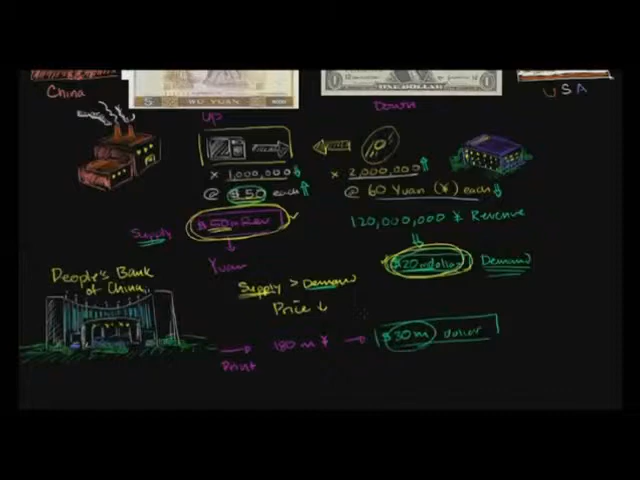 China
5 WU YUAN
ONE DOLLAR
USA
UP
Down
x 1,000,000 ↓
x 2,000,000 ↑
@ $50 each ↑
@ 60 Yuan (¥) each ↓
Supply
$50m Rev
120,000,000 ¥ Revenue
Yuan
$20m dollar
Demand
People's Bank
of China
Supply > Demand
Price ↓
Print
180 m ¥
$30m dollar